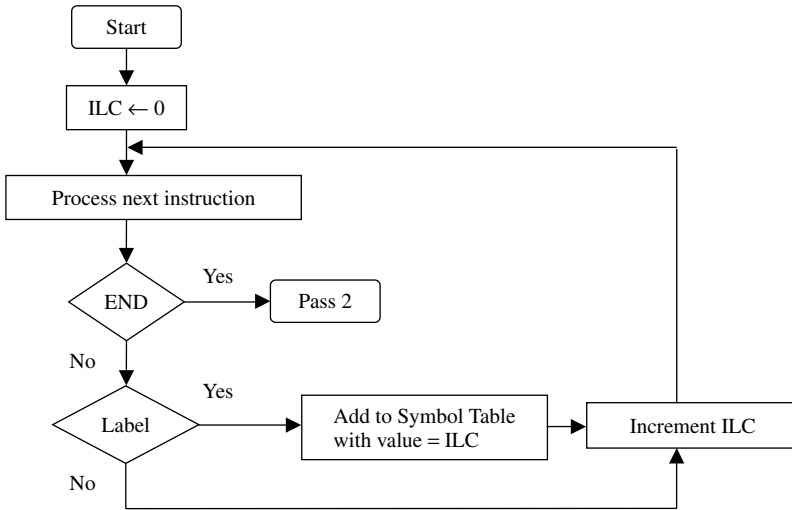 Start
ILC ← 0
Process next instruction
END
Yes
Pass 2
No
Label
Yes
Add to Symbol Table
with value = ILC
Increment ILC
No